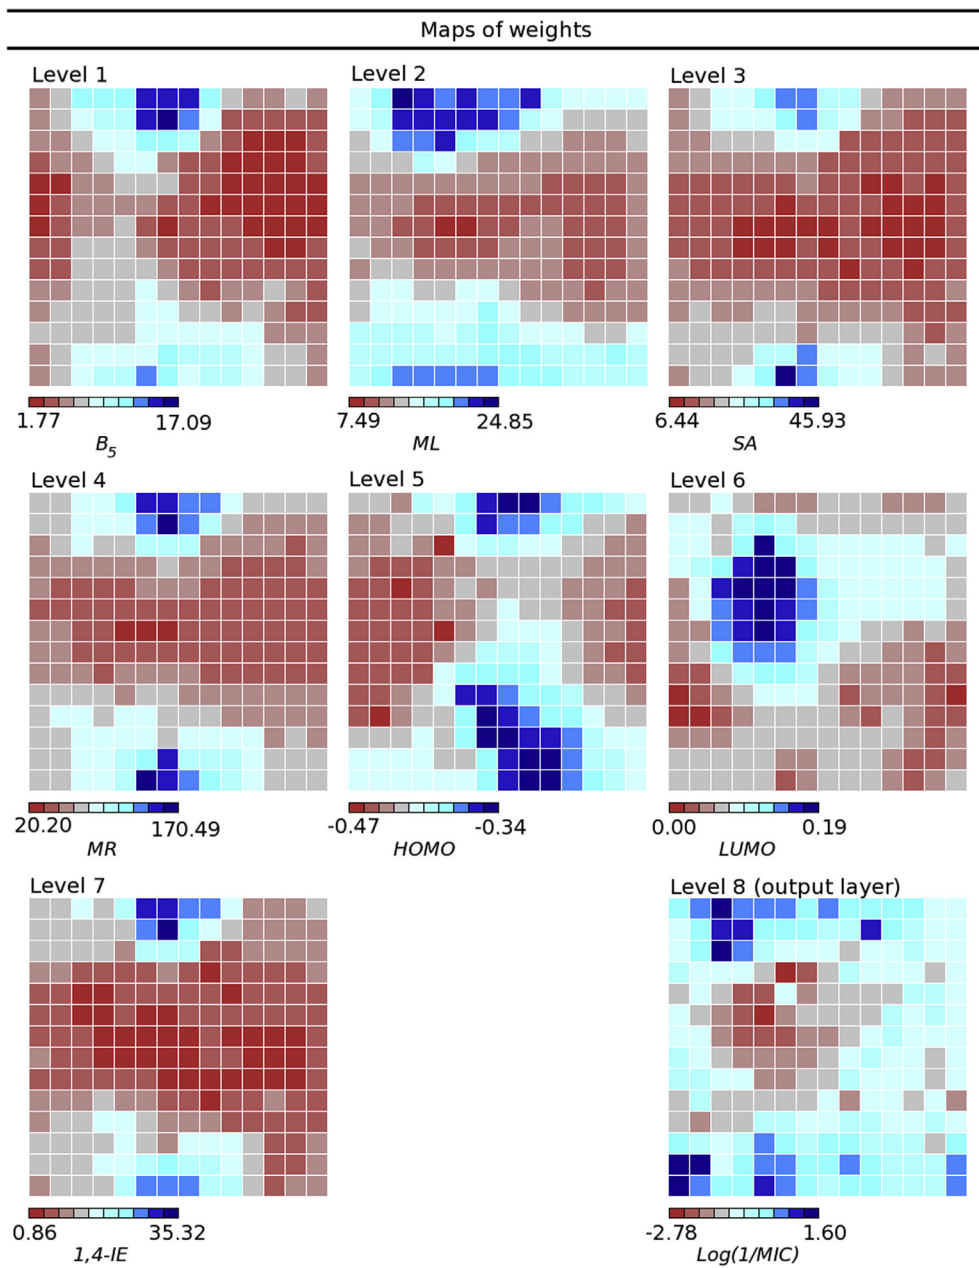 Maps of weights
Level 1 Level 2 Level 3
1.77 17.09 7.49 24.85 6.44 45.93
B5 ML SA
Level 4 Level 5 Level 6
20.20 170.49 -0.47 -0.34 0.00 0.19
MR HOMO LUMO
Level 7 Level 8 (output layer)
0.86 35.32 -2.78 1.60
1,4-IE Log(1/MIC)